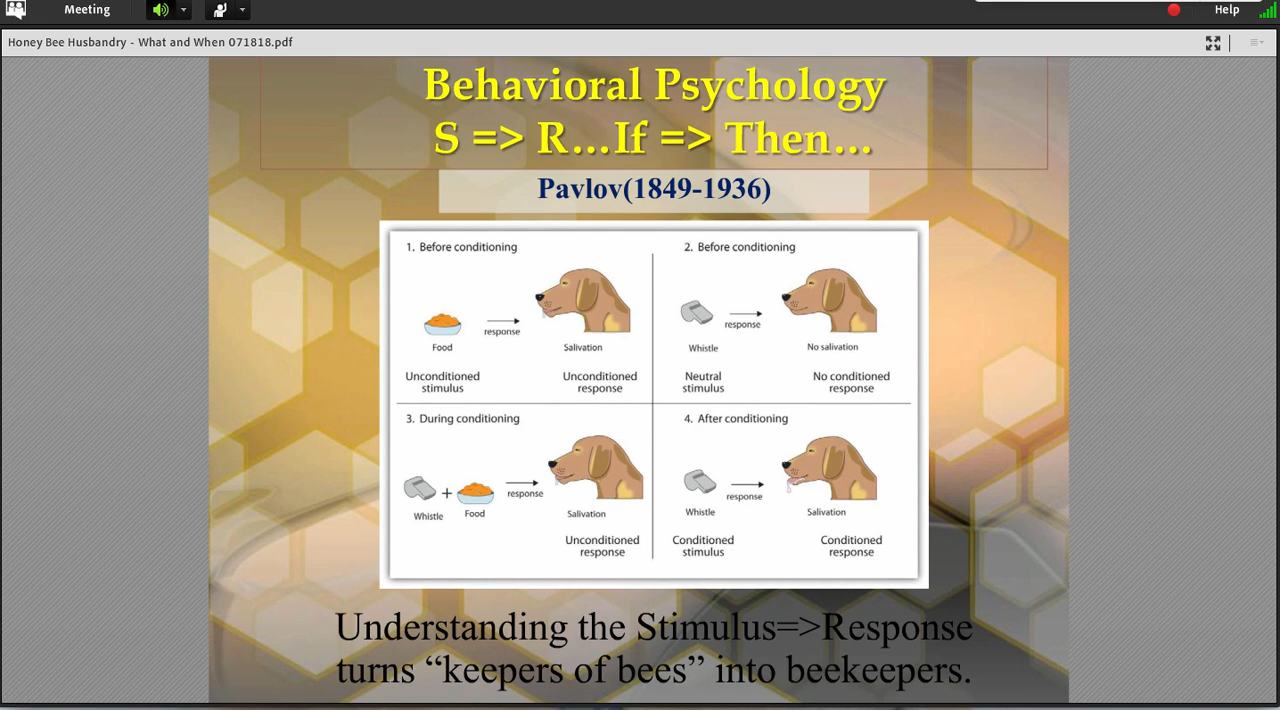 Meeting
Help
Honey Bee Husbandry - What and When 071818.pdf
Behavioral Psychology
S => R...If => Then...
Pavlov(1849-1936)
1. Before conditioning
response
Food
Salivation
Unconditioned
stimulus
Unconditioned
response
2. Before conditioning
response
Whistle
No salivation
Neutral
stimulus
No conditioned
response
3. During conditioning
+
response
Whistle
Food
Salivation
Unconditioned
response
4. After conditioning
response
Whistle
Salivation
Conditioned
stimulus
Conditioned
response
Understanding the Stimulus=>Response
turns “keepers of bees” into beekeepers.